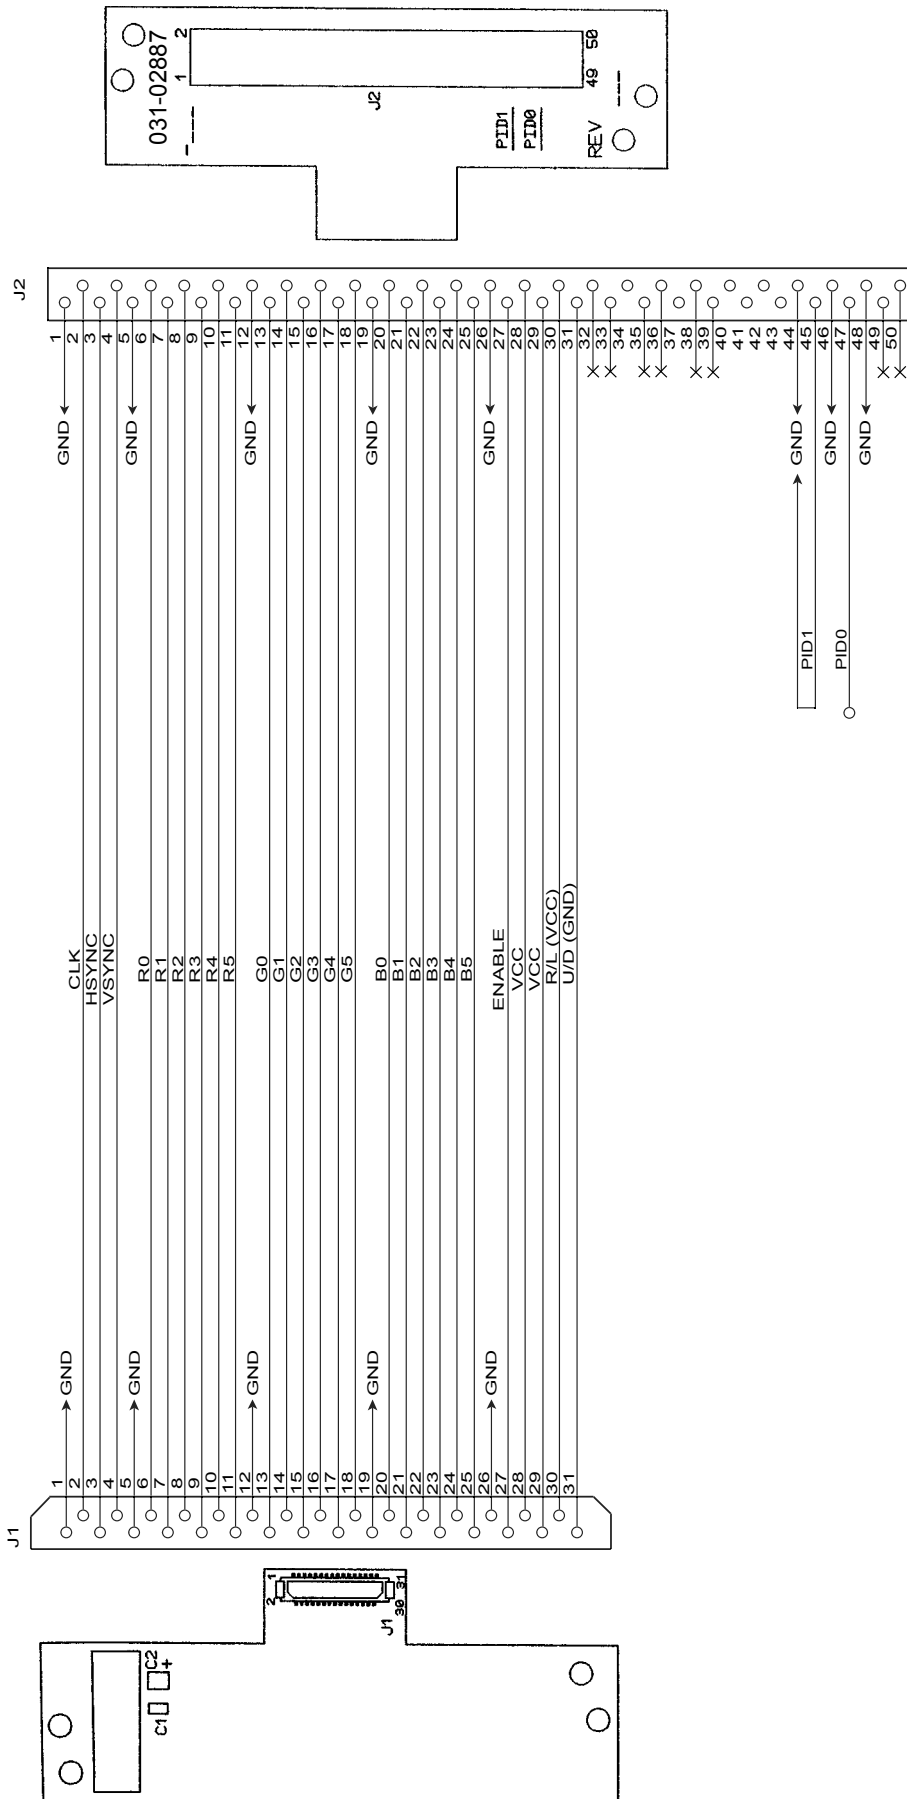 031-02887
1
2
J2
49
50
PID1
PID0
REV
J2
1
2
3
4
5
6
7
8
9
10
11
12
13
14
15
16
17
18
19
20
21
22
23
24
25
26
27
28
29
30
31
32
33
34
35
36
37
38
39
40
41
42
43
44
45
46
47
48
49
50
GND
GND
GND
GND
GND
GND
GND
GND
PID1
PID0
CLK
HSYNC
VSYNC
R0
R1
R2
R3
R4
R5
G0
G1
G2
G3
G4
G5
B0
B1
B2
B3
B4
B5
ENABLE
VCC
VCC
R/L (VCC)
U/D (GND)
GND
GND
GND
GND
GND
1
2
3
4
5
6
7
8
9
10
11
12
13
14
15
16
17
18
19
20
21
22
23
24
25
26
27
28
29
30
31
J1
2
1
30
31
J1
C1
C2
+